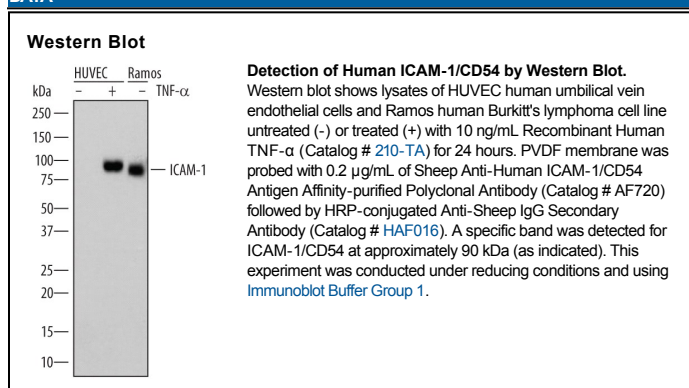 Western Blot
HUVEC Ramos
kDa - + - TNF-α
250
150
100
75
ICAM-1
50
37
25
20
15
10
Detection of Human ICAM-1/CD54 by Western Blot.
Western blot shows lysates of HUVEC human umbilical vein
endothelial cells and Ramos human Burkitt's lymphoma cell line
untreated (-) or treated (+) with 10 ng/mL Recombinant Human
TNF-α (Catalog # 210-TA) for 24 hours. PVDF membrane was
probed with 0.2 µg/mL of Sheep Anti-Human ICAM-1/CD54
Antigen Affinity-purified Polyclonal Antibody (Catalog # AF720)
followed by HRP-conjugated Anti-Sheep IgG Secondary
Antibody (Catalog # HAF016). A specific band was detected for
ICAM-1/CD54 at approximately 90 kDa (as indicated). This
experiment was conducted under reducing conditions and using
Immunoblot Buffer Group 1.